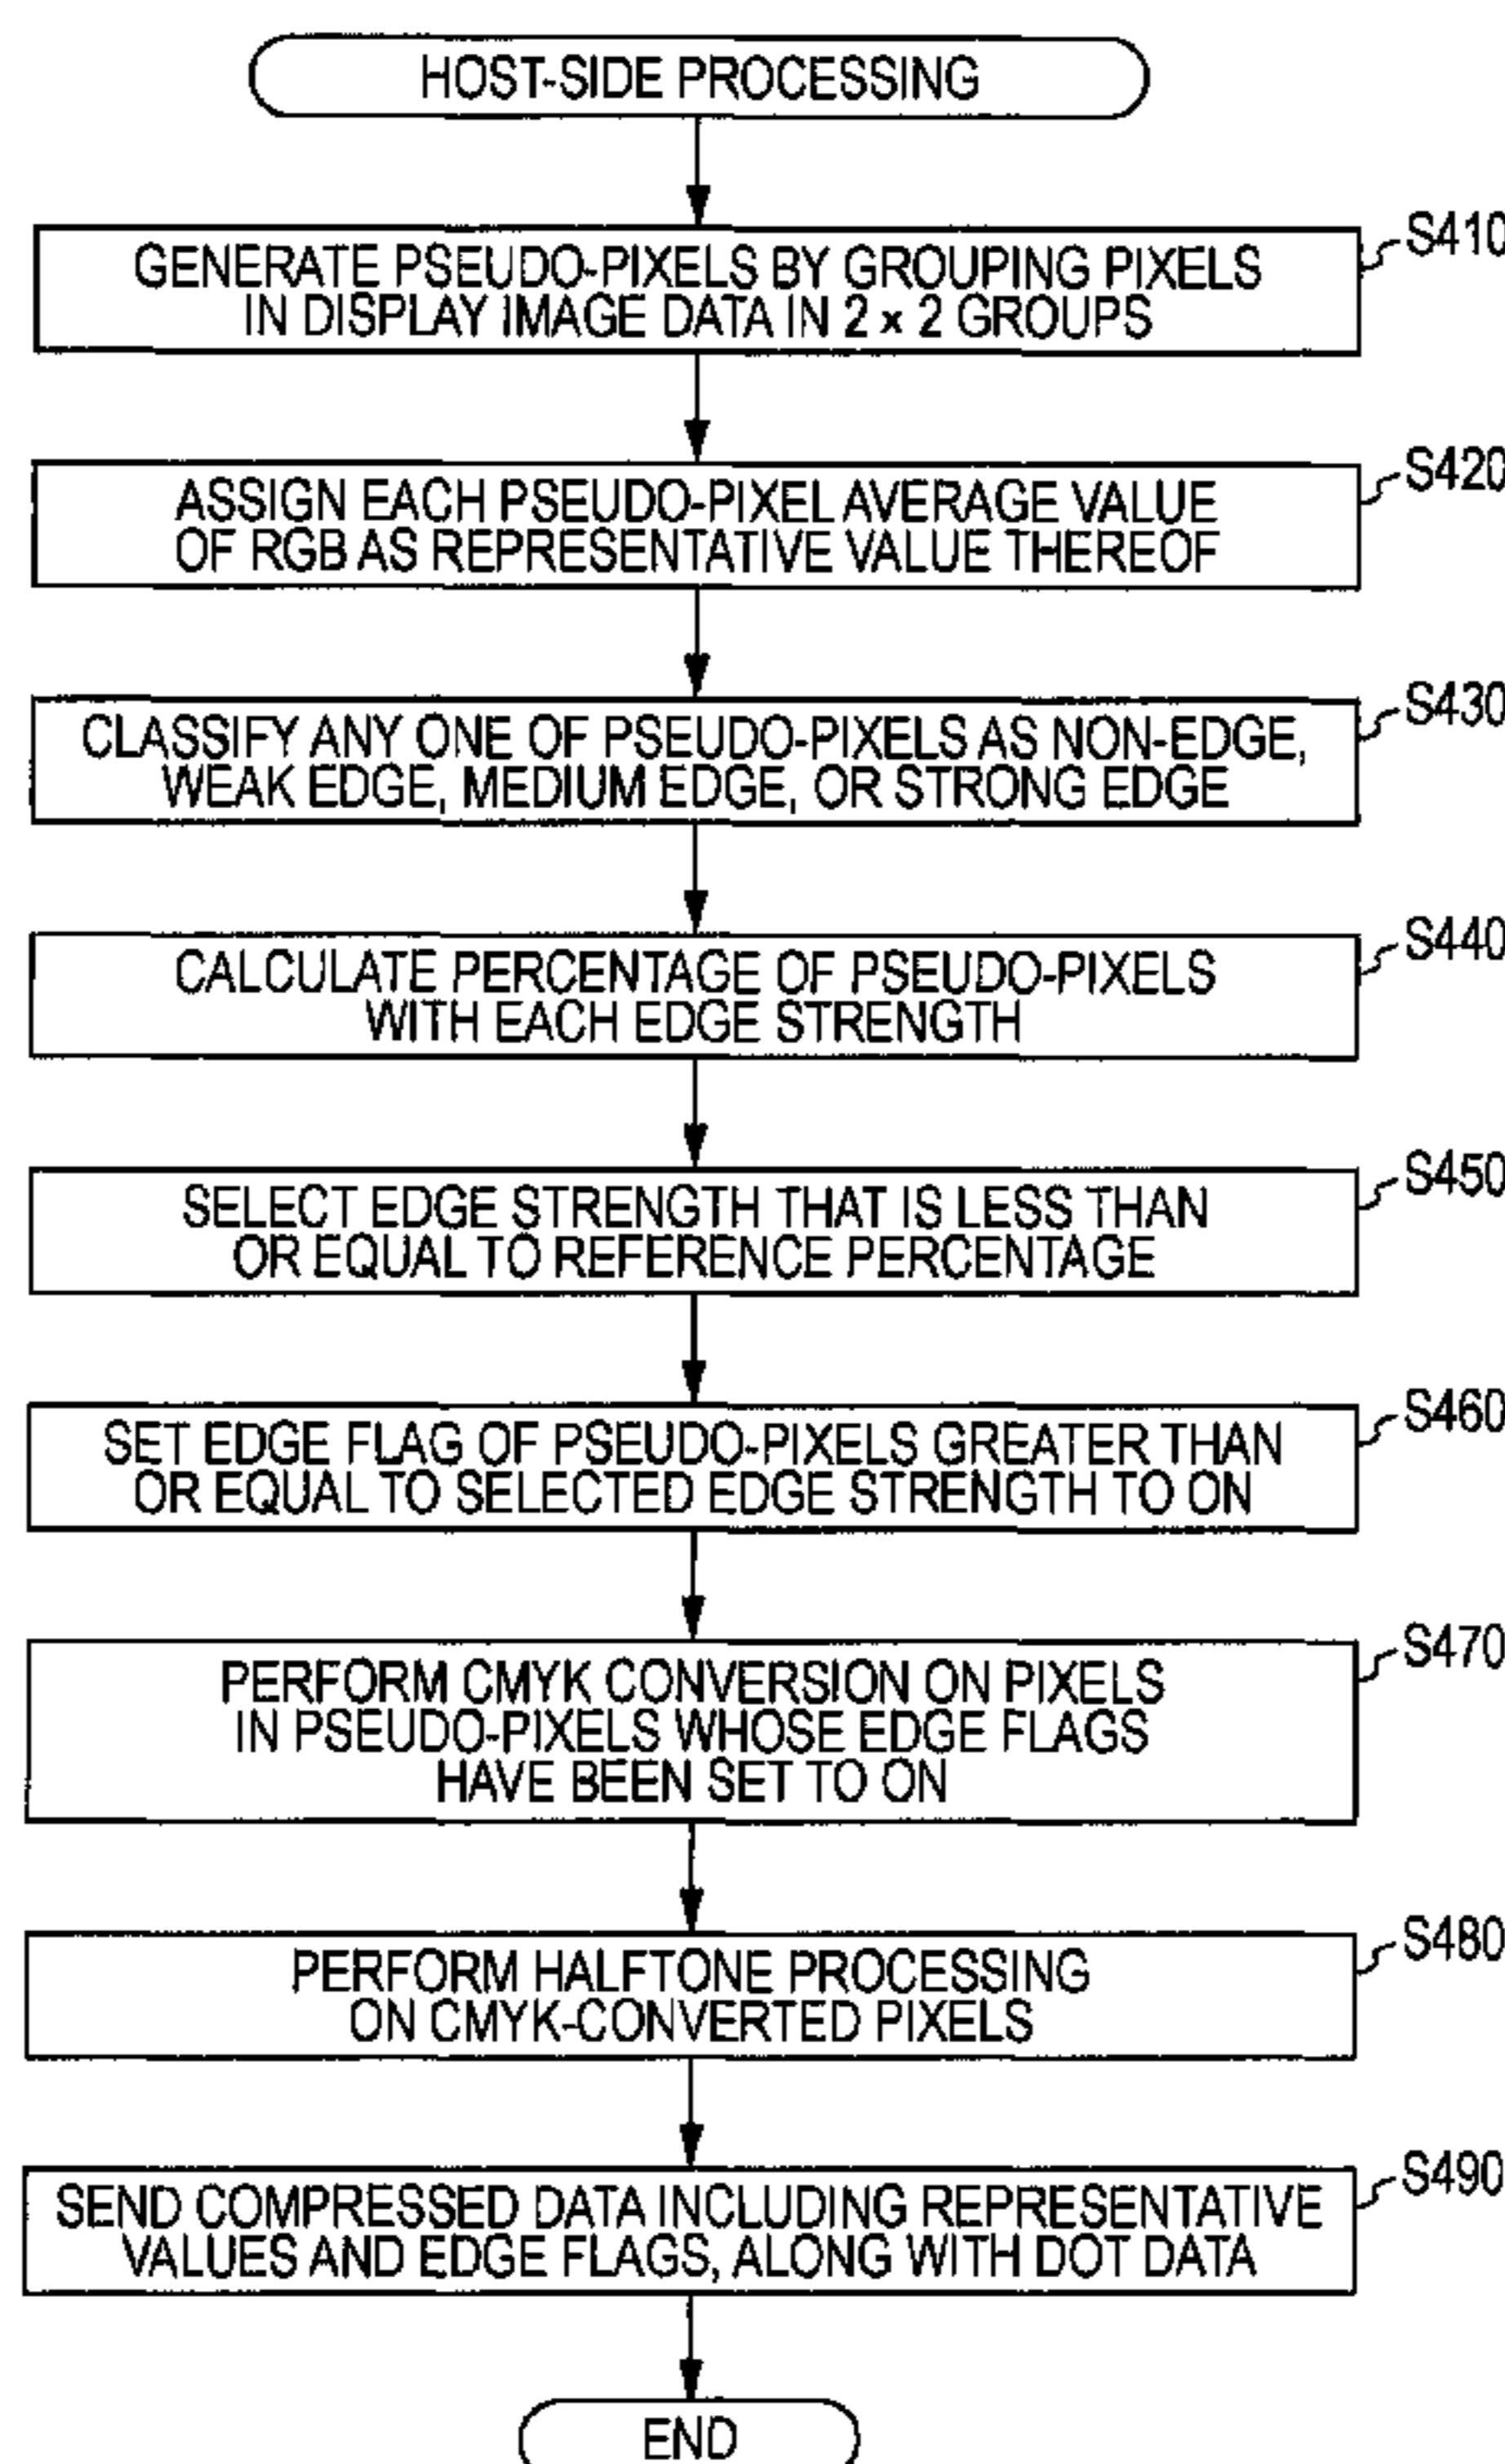 HOST-SIDE PROCESSING
S410
GENERATE PSEUDO-PIXELS BY GROUPING PIXELS
IN DISPLAY IMAGE DATA IN 2 x 2 GROUPS
S420
ASSIGN EACH PSEUDO-PIXEL AVERAGE VALUE
OF RGB AS REPRESENTATIVE VALUE THEREOF
S430
CLASSIFY ANY ONE OF PSEUDO-PIXELS AS NON-EDGE,
WEAK EDGE, MEDIUM EDGE, OR STRONG EDGE
S440
CALCULATE PERCENTAGE OF PSEUDO-PIXELS
WITH EACH EDGE STRENGTH
S450
SELECT EDGE STRENGTH THAT IS LESS THAN
OR EQUAL TO REFERENCE PERCENTAGE
S460
SET EDGE FLAG OF PSEUDO-PIXELS GREATER THAN
OR EQUAL TO SELECTED EDGE STRENGTH TO ON
S470
PERFORM CMYK CONVERSION ON PIXELS
IN PSEUDO-PIXELS WHOSE EDGE FLAGS
HAVE BEEN SET TO ON
S480
PERFORM HALFTONE PROCESSING
ON CMYK-CONVERTED PIXELS
S490
SEND COMPRESSED DATA INCLUDING REPRESENTATIVE
VALUES AND EDGE FLAGS, ALONG WITH DOT DATA
END